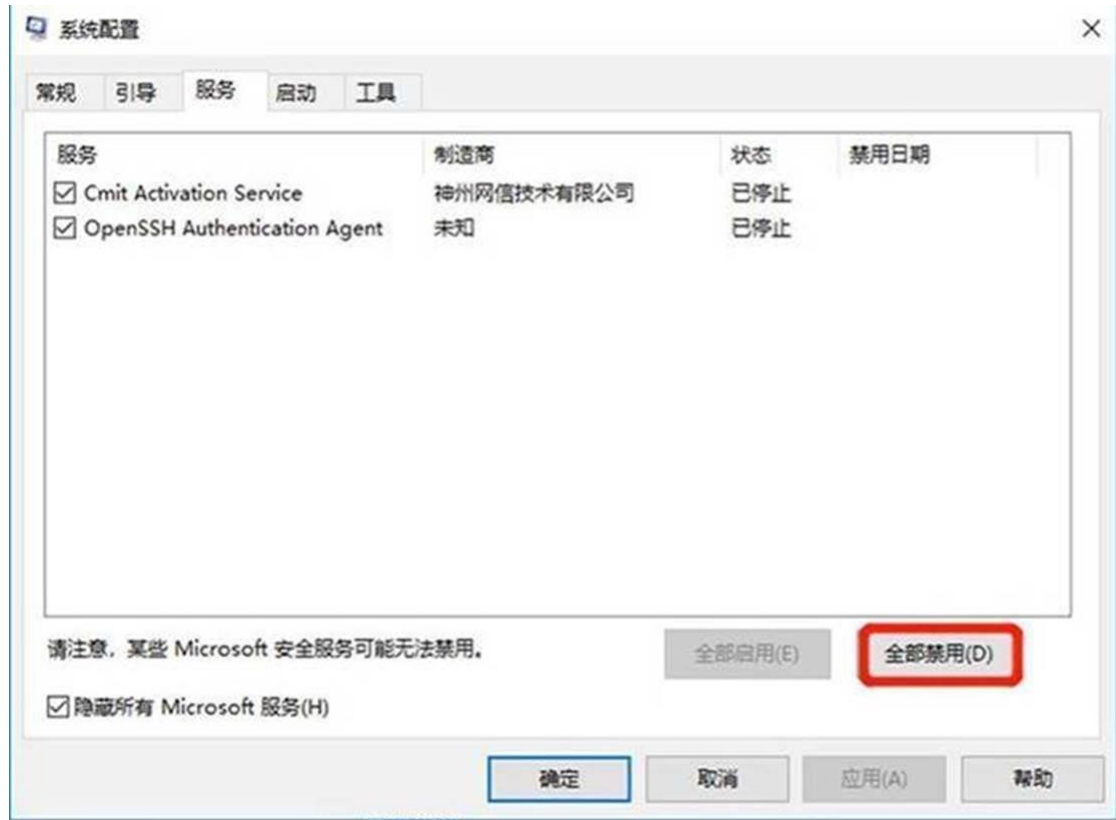 系统配置
常规 引导 服务 启动 工具
服务 制造商 状态 禁用日期
Cmit Activation Service 神州网信技术有限公司 已停止
OpenSSH Authentication Agent 未知 已停止
请注意，某些 Microsoft 安全服务可能无法禁用。
全部启用(E) 全部禁用(D)
隐藏所有 Microsoft 服务(H)
确定 取消 应用(A) 帮助